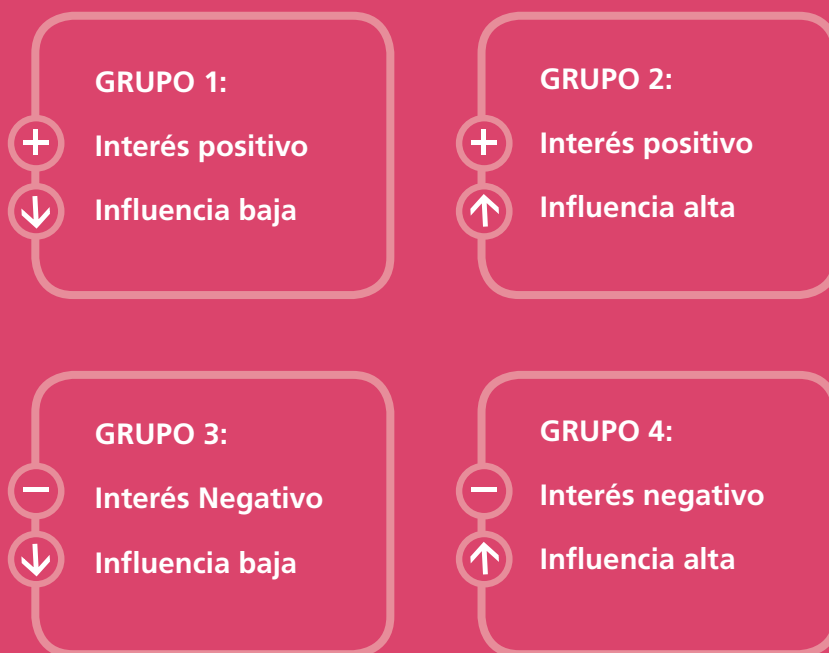 GRUPO 1:
Interés positivo
Influencia baja
GRUPO 2:
Interés positivo
Influencia alta
GRUPO 3:
Interés Negativo
Influencia baja
GRUPO 4:
Interés negativo
Influencia alta